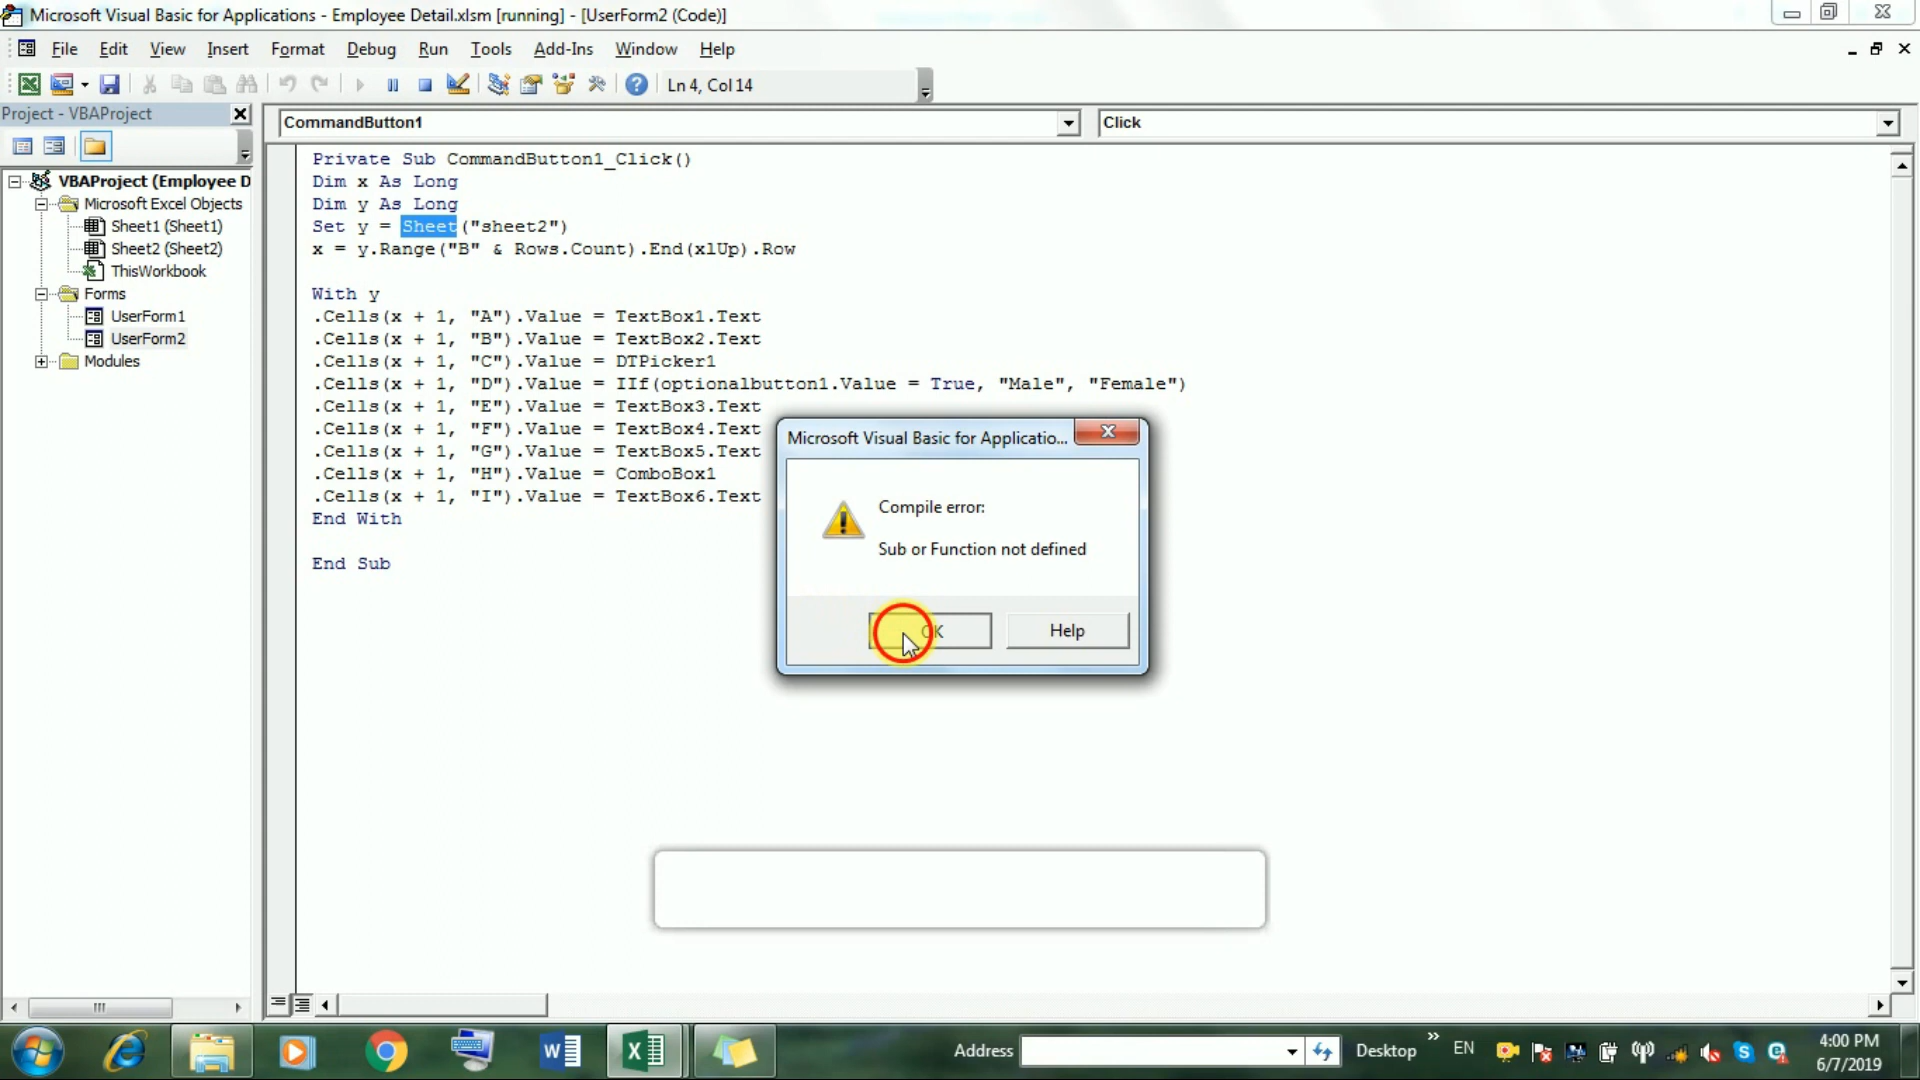 Microsoft Visual Basic for Applications - Employee Detail.xlsm [running] - [UserForm2 (Code)]
File Edit View Insert Format Debug Run Tools Add-Ins Window Help
Ln 4, Col 14
Project - VBAProject
CommandButton1
Click
VBAProject (Employee D
Microsoft Excel Objects
Sheet1 (Sheet1)
Sheet2 (Sheet2)
ThisWorkbook
Forms
UserForm1
UserForm2
Modules
Private Sub CommandButton1_Click()
Dim x As Long
Dim y As Long
Set y = Sheet("sheet2")
x = y.Range("B" & Rows.Count).End(xlUp).Row
With y
.Cells(x + 1, "A").Value = TextBox1.Text
.Cells(x + 1, "B").Value = TextBox2.Text
.Cells(x + 1, "C").Value = DTPicker1
.Cells(x + 1, "D").Value = IIf(optionalbutton1.Value = True, "Male", "Female")
.Cells(x + 1, "E").Value = TextBox3.Text
.Cells(x + 1, "F").Value = TextBox4.Text
.Cells(x + 1, "G").Value = TextBox5.Text
.Cells(x + 1, "H").Value = ComboBox1
.Cells(x + 1, "I").Value = TextBox6.Text
End With
End Sub
Microsoft Visual Basic for Applicatio...
Compile error:
Sub or Function not defined
OK
Help
Address
Desktop
EN
4:00 PM
6/7/2019